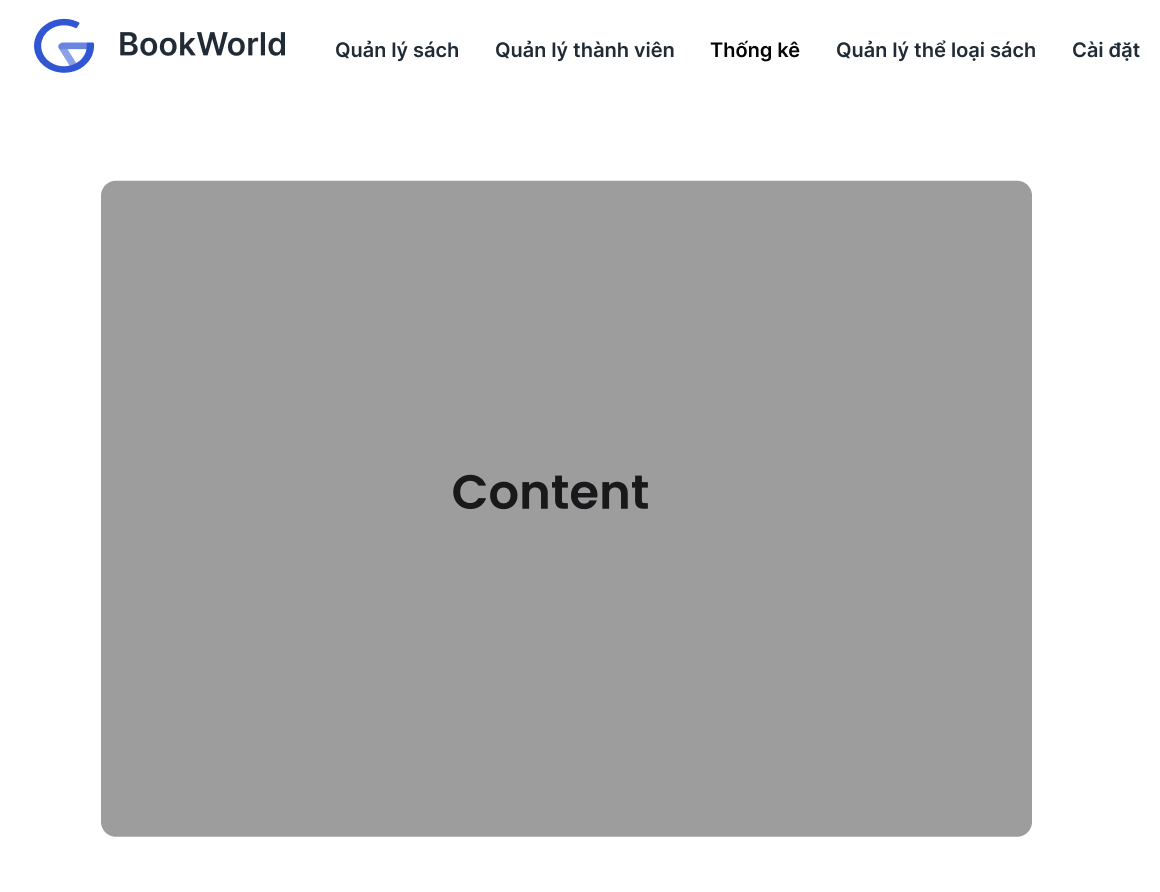 BookWorld
Quản lý sách Quản lý thành viên Thống kê Quản lý thể loại sách Cài đặt
Content